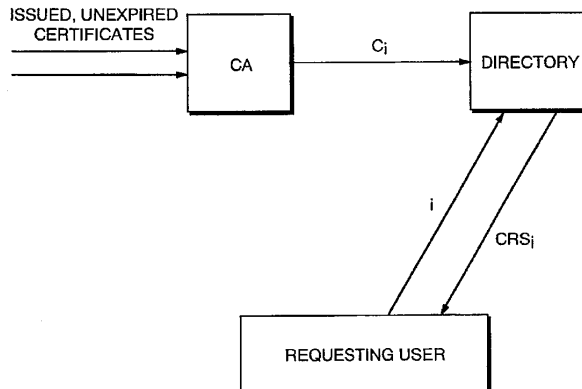 ISSUED, UNEXPIRED
CERTIFICATES
CA
Ci
DIRECTORY
i
CRSi
REQUESTING USER